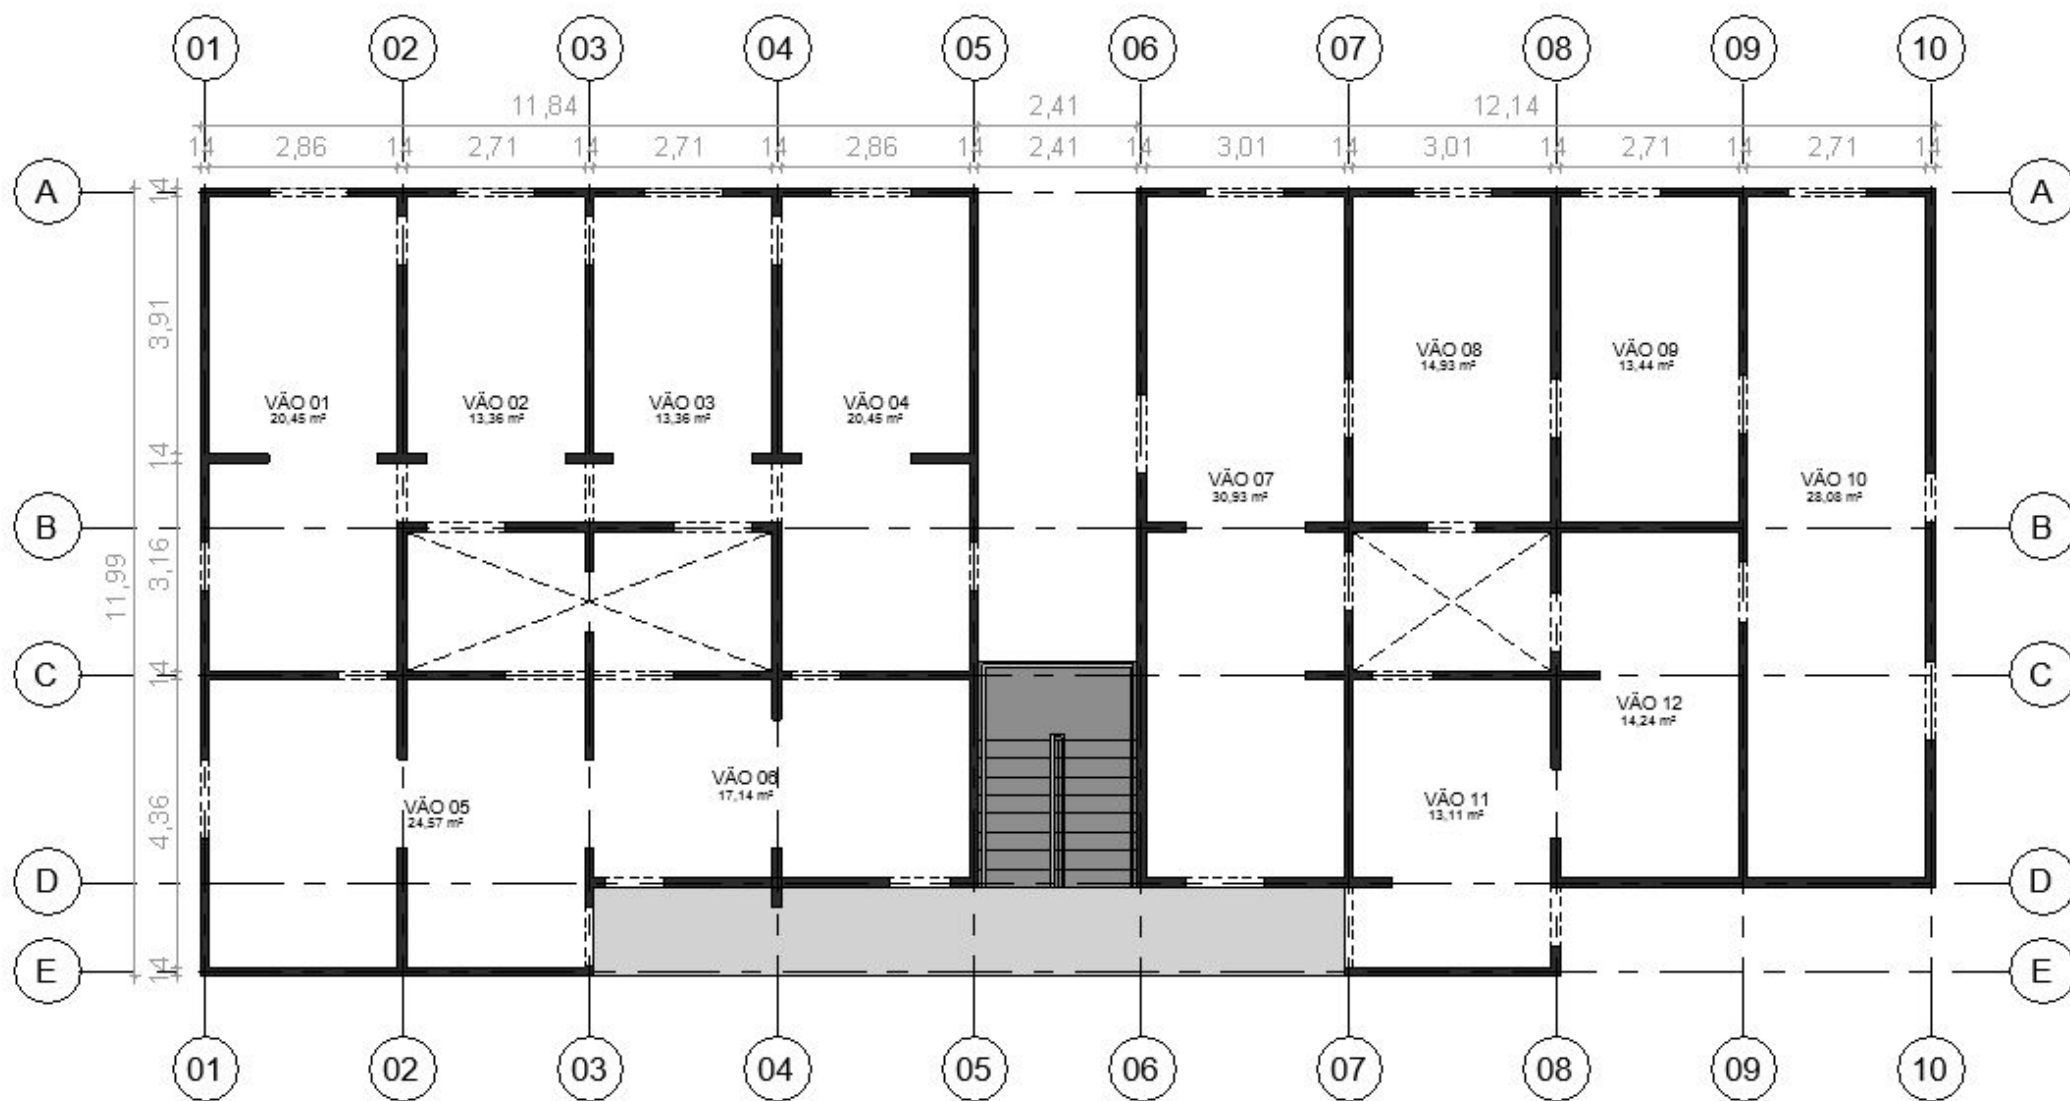 01 02 03 04 05 06 07 08 09 10
11,84 2,41 12,14
14 2,86 14 2,71 14 2,71 14 2,86 14 2,41 14 3,01 14 3,01 14 2,71 14 2,71 14
A A
14
3,91
VÃO 08
14,93 m²
VÃO 09
13,44 m²
VÃO 01
20,45 m²
VÃO 02
13,36 m²
VÃO 03
13,36 m²
VÃO 04
20,45 m²
14
VÃO 07
30,93 m²
VÃO 10
28,08 m²
B B
3,16
11,99
C C
14
VÃO 12
14,24 m²
VÃO 06
17,14 m²
VÃO 05
24,57 m²
VÃO 11
13,11 m²
4,36
D D
E E
14
01 02 03 04 05 06 07 08 09 10